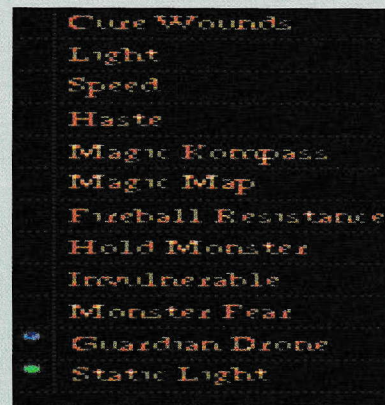 Cure Wounds
Light
Speed
Haste
Magic Kompass
Magic Map
Fireball Resistance
Hold Monster
Invulnerable
Monster Fear
Guardian Drone
Static Light